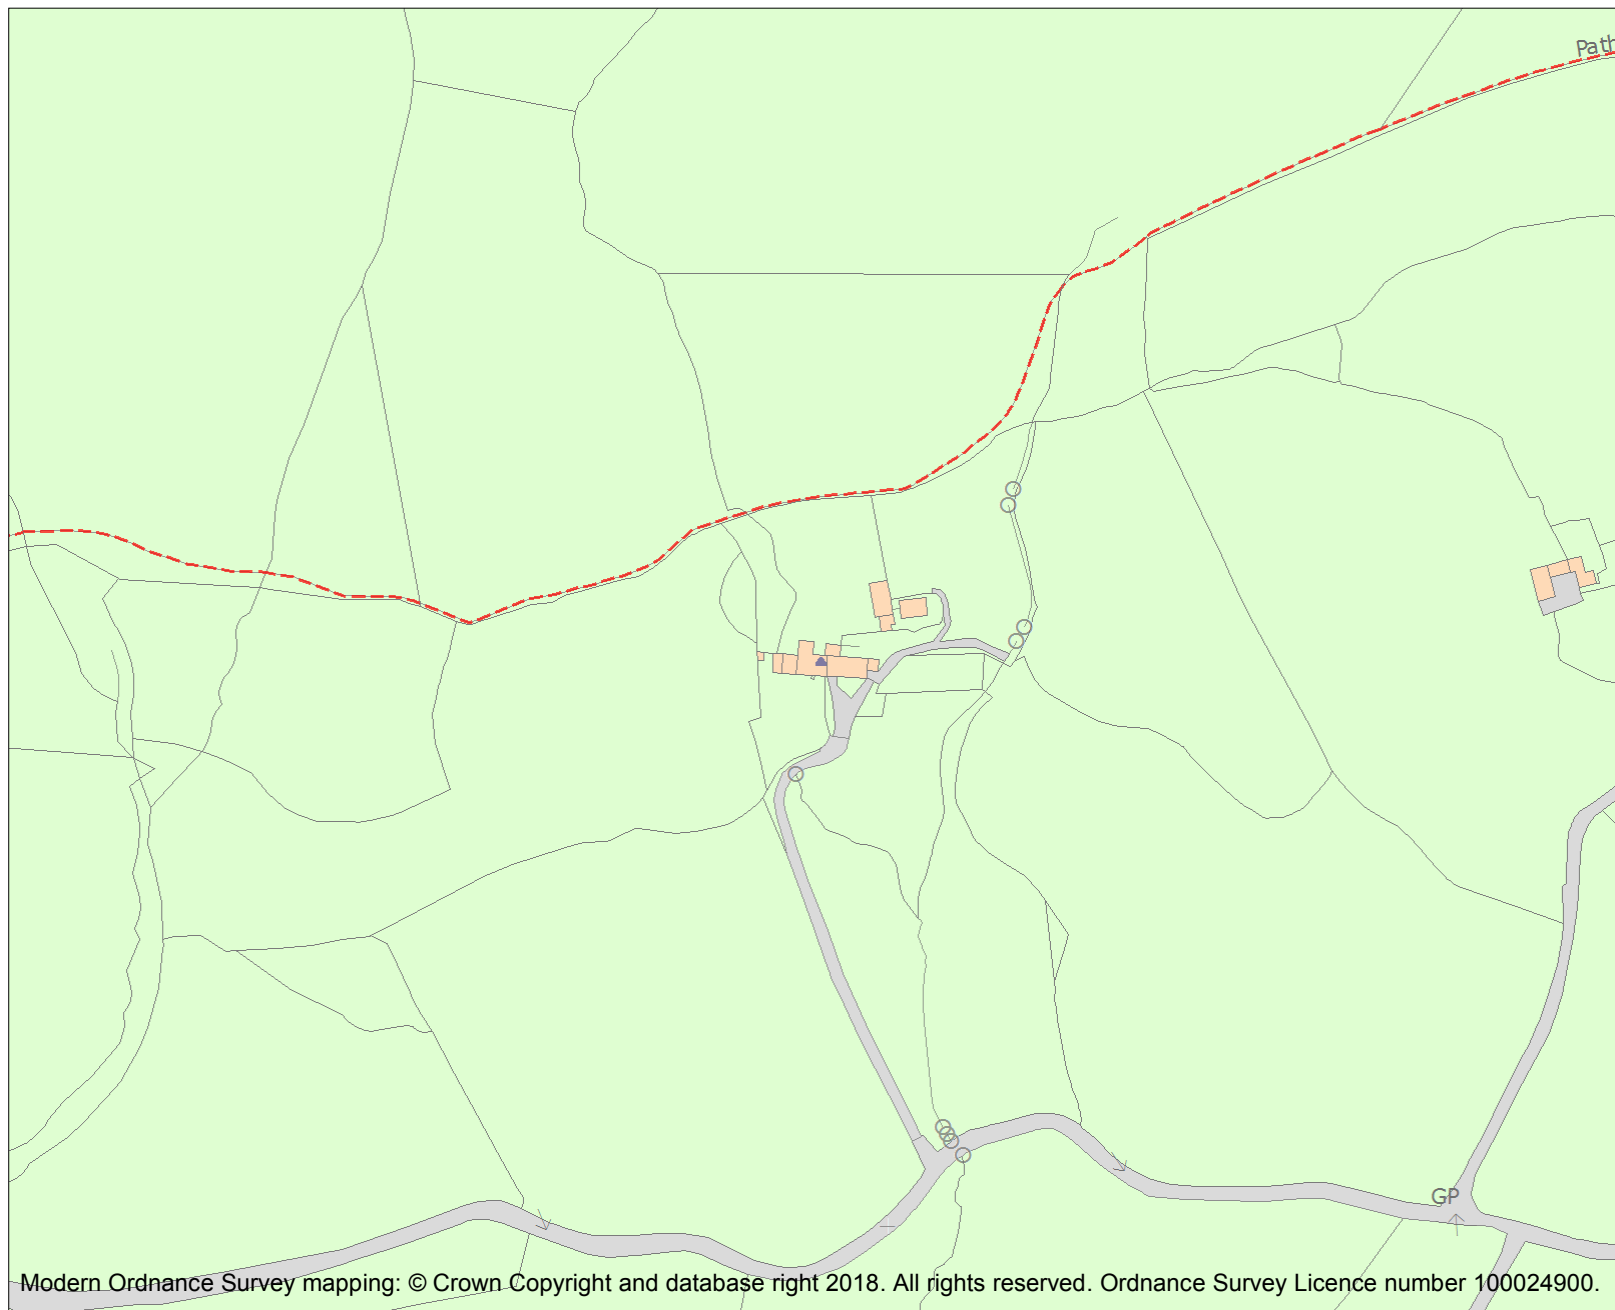 Path
GP
Modern Ordnance Survey mapping: © Crown Copyright and database right 2018. All rights reserved. Ordnance Survey Licence number 100024900.